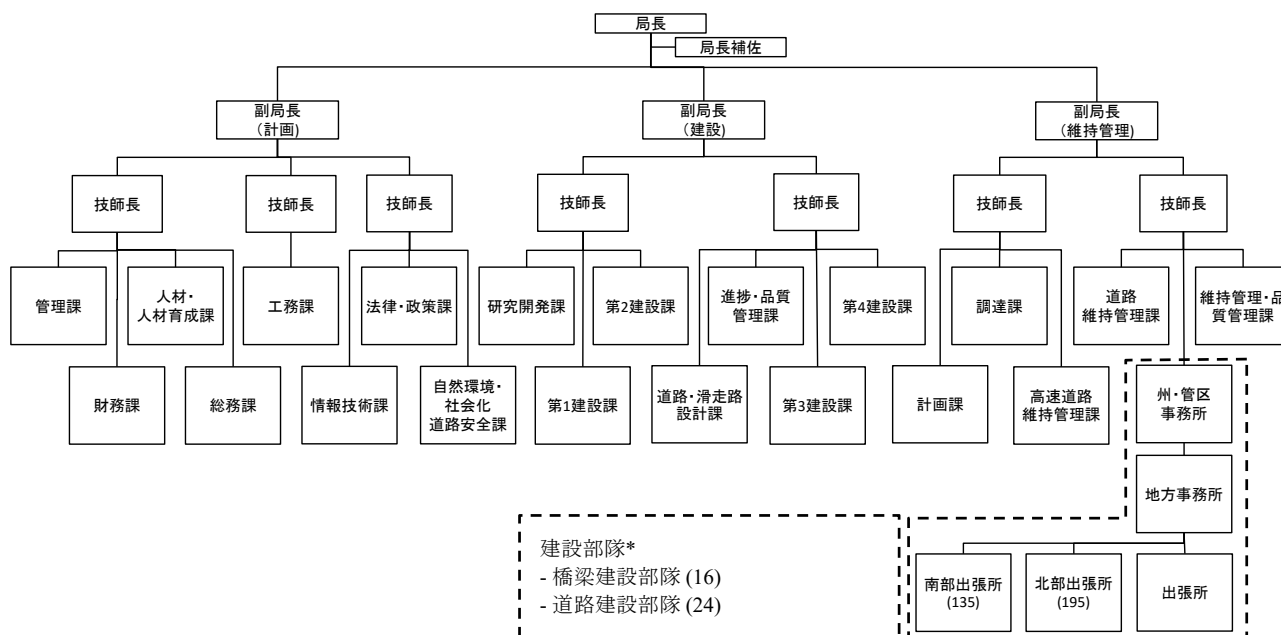 局長
局長補佐
副局長
(計画)
副局長
(建設)
副局長
(維持管理)
技師長
技師長
技師長
技師長
技師長
技師長
技師長
管理課
人材・
人材育成課
工務課
法律・政策課
研究開発課
第2建設課
進捗・品質
管理課
第4建設課
調達課
道路
維持管理課
維持管理・品
質管理課
財務課
総務課
情報技術課
自然環境・
社会化
道路安全課
第1建設課
道路・滑走路
設計課
第3建設課
計画課
高速道路
維持管理課
州・管区
事務所
地方事務所
南部出張所
(135)
北部出張所
(195)
出張所
建設部隊*
- 橋梁建設部隊 (16)
- 道路建設部隊 (24)